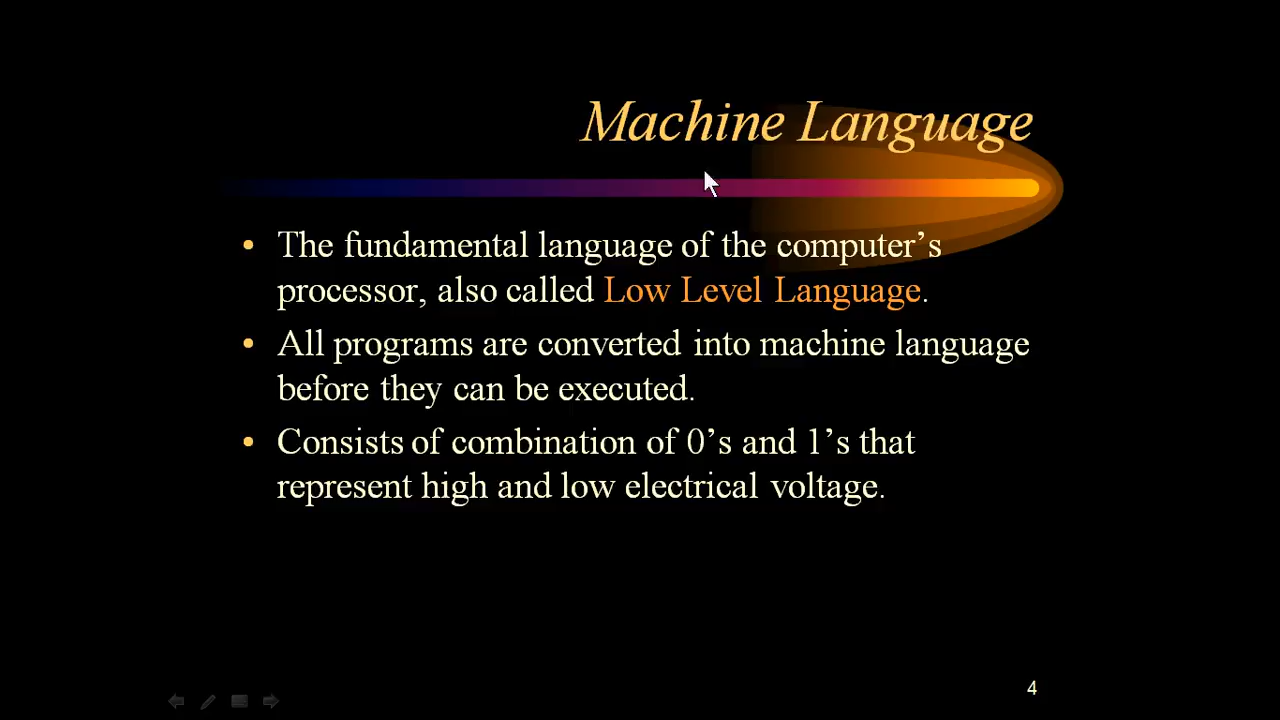 Machine Language
• The fundamental language of the computer’s
processor, also called Low Level Language.
• All programs are converted into machine language
before they can be executed.
• Consists of combination of 0’s and 1’s that
represent high and low electrical voltage.
4